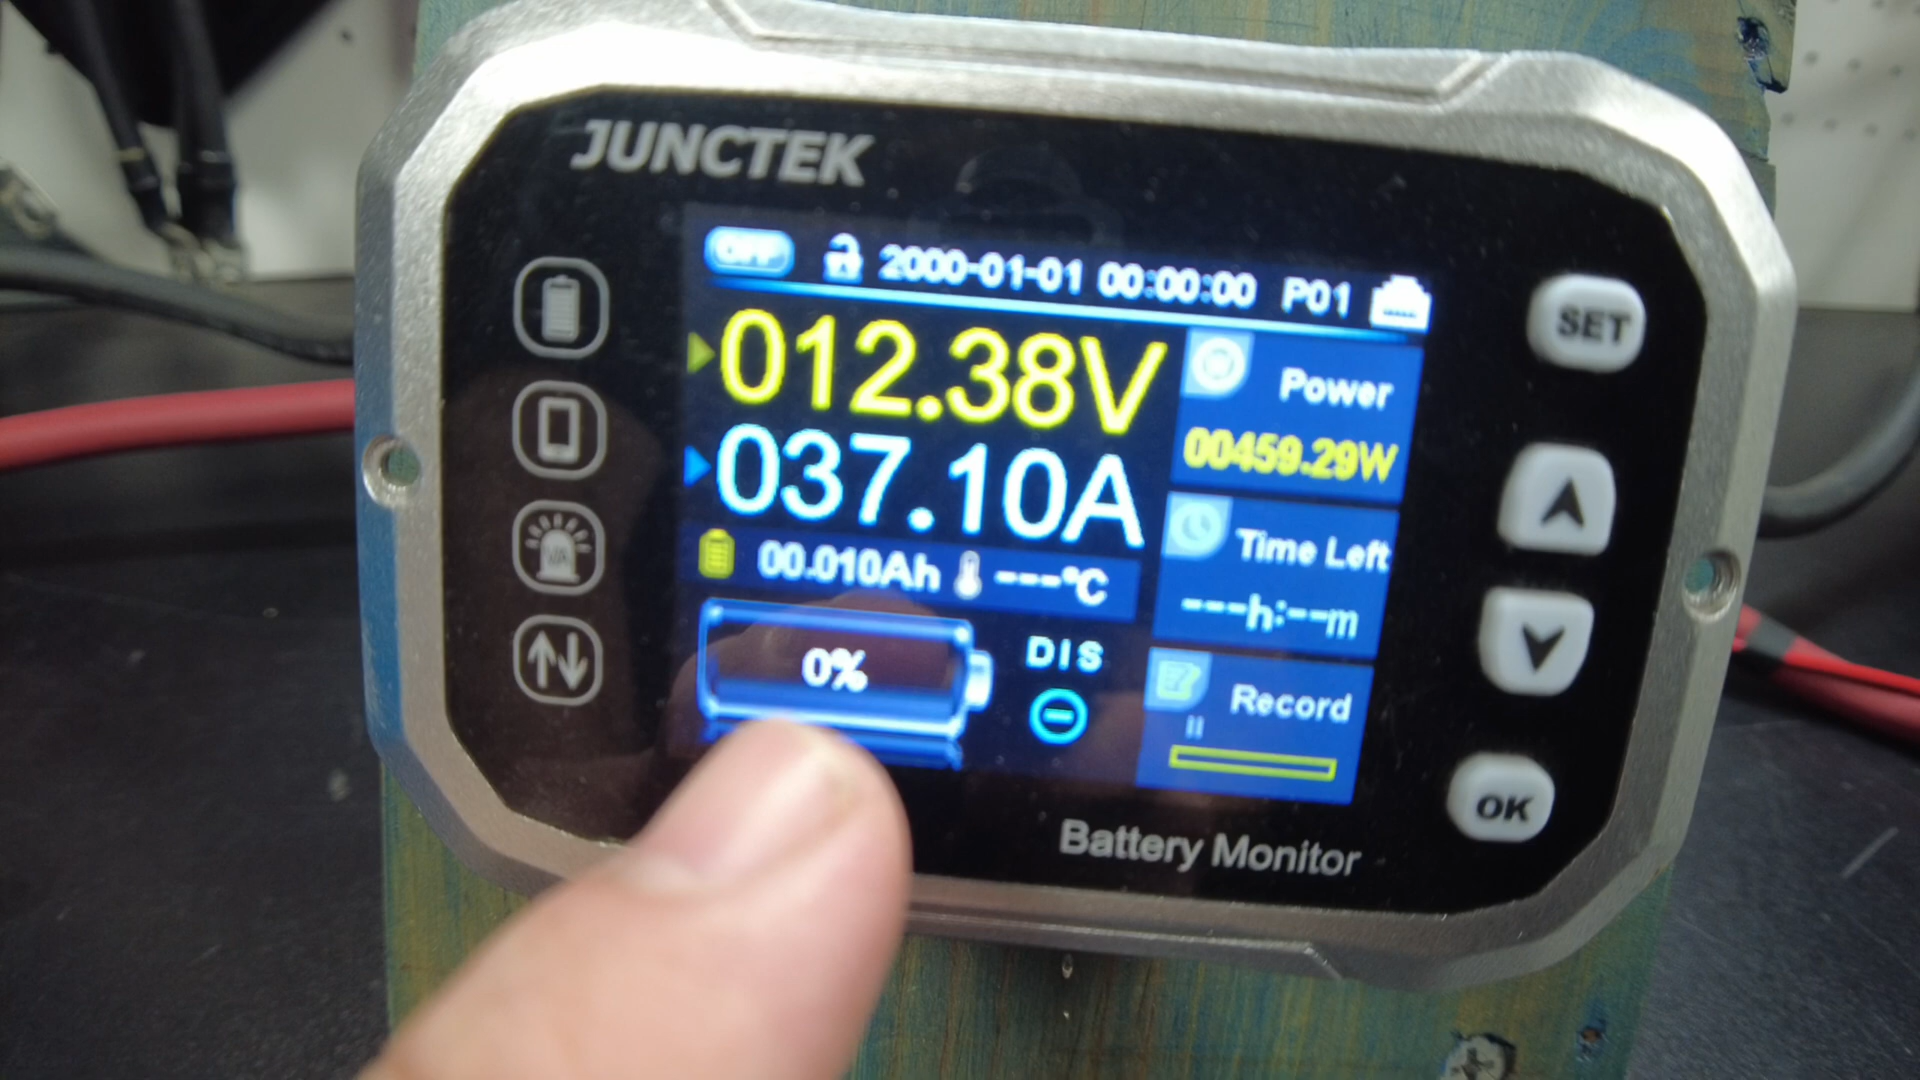 JUNCTEK
OFF 2000-01-01 00:00:00 P01
012.38V
037.10A
Power
00459.29W
00.010Ah ---°C
Time Left
---h:--m
0%
DIS
Record
Battery Monitor
SET
OK